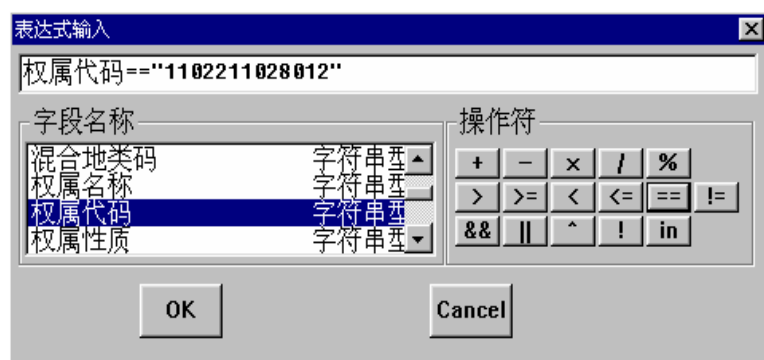 表达式输入
权属代码=="1102211028012"
字段名称
混合地类码 字符串型
权属名称 字符串型
权属代码 字符串型
权属性质 字符串型
操作符
+ - × / %
> >= < <= == !=
&& || ^ ! in
OK Cancel